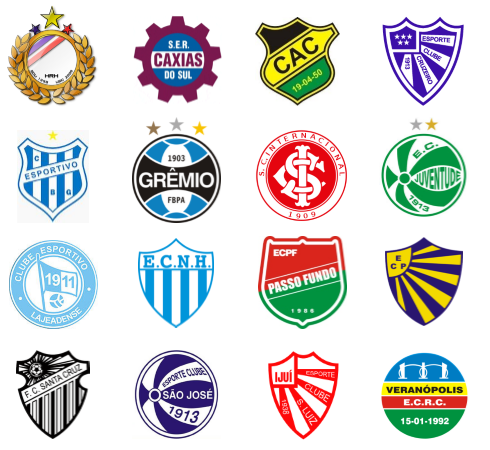 HRH
S.E.R.
CAXIAS
DO SUL
CAC
19-04-50
ESPORTE
CLUBE
CRUZEIRO
1913
C E
ESPORTIVO
B G
1903
GRÊMIO
FBPA
S.C. INTERNACIONAL
1909
E.C.
JUVENTUDE
1913
CLUBE ESPORTIVO
1911
LAJEADENSE
E.C.N.H.
ECPF
PASSO FUNDO
1986
E
C P
F.C. SANTA CRUZ
ESPORTE CLUBE
SÃO JOSÉ
1913
IJUÍ
ESPORTE
CLUBE
S. LUIZ
1938
VERANÓPOLIS
E.C.R.C.
15-01-1992